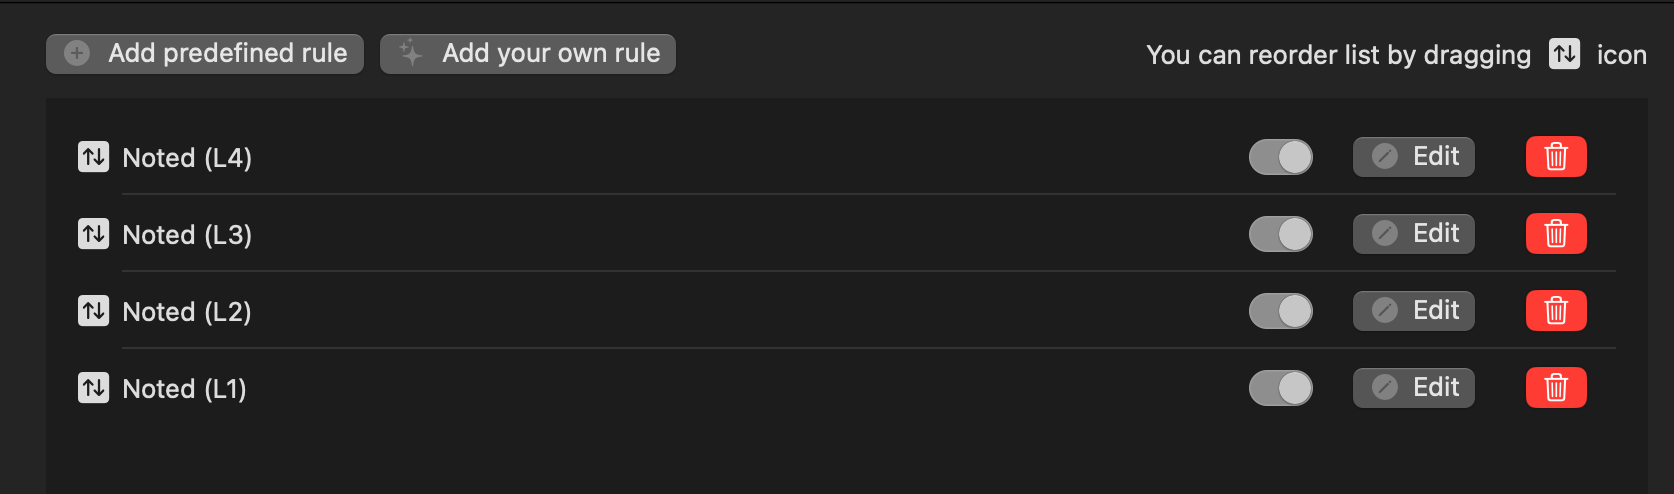 Add predefined rule Add your own rule You can reorder list by dragging icon
Noted (L4) Edit
Noted (L3) Edit
Noted (L2) Edit
Noted (L1) Edit